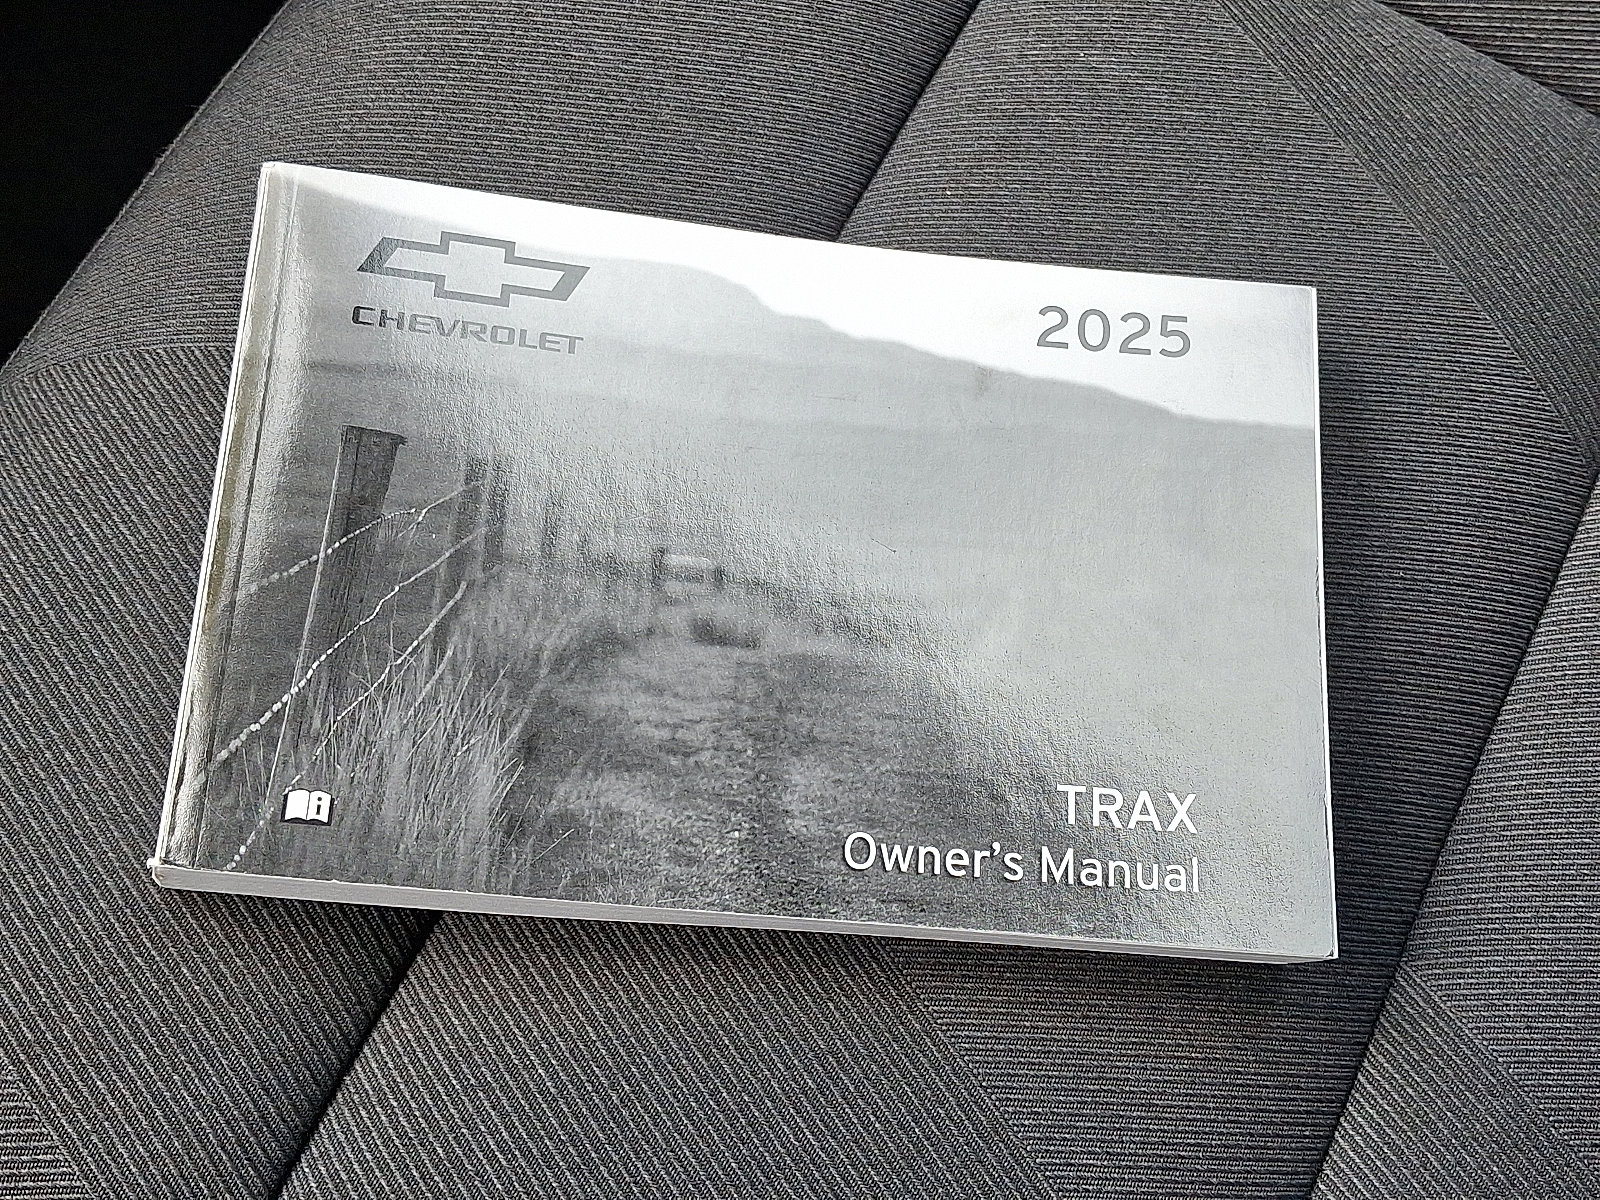 CHEVROLET
2025
TRAX
Owner's Manual